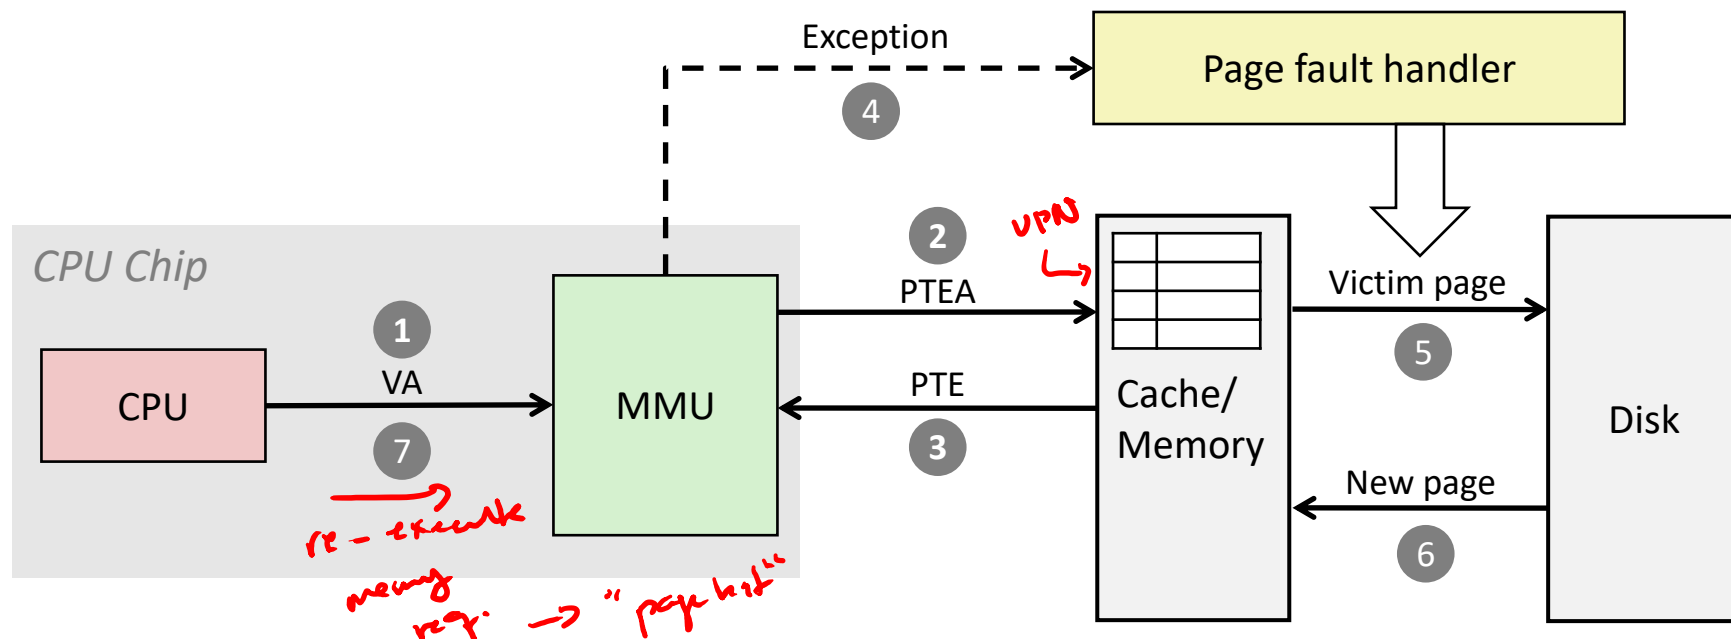 Exception
Page fault handler
4
2
VPN
CPU Chip
PTEA
Victim page
1
5
VA
CPU
MMU
PTE
Cache/
Memory
Disk
7
3
New page
re-execute
6
memory
req. → "page hit"